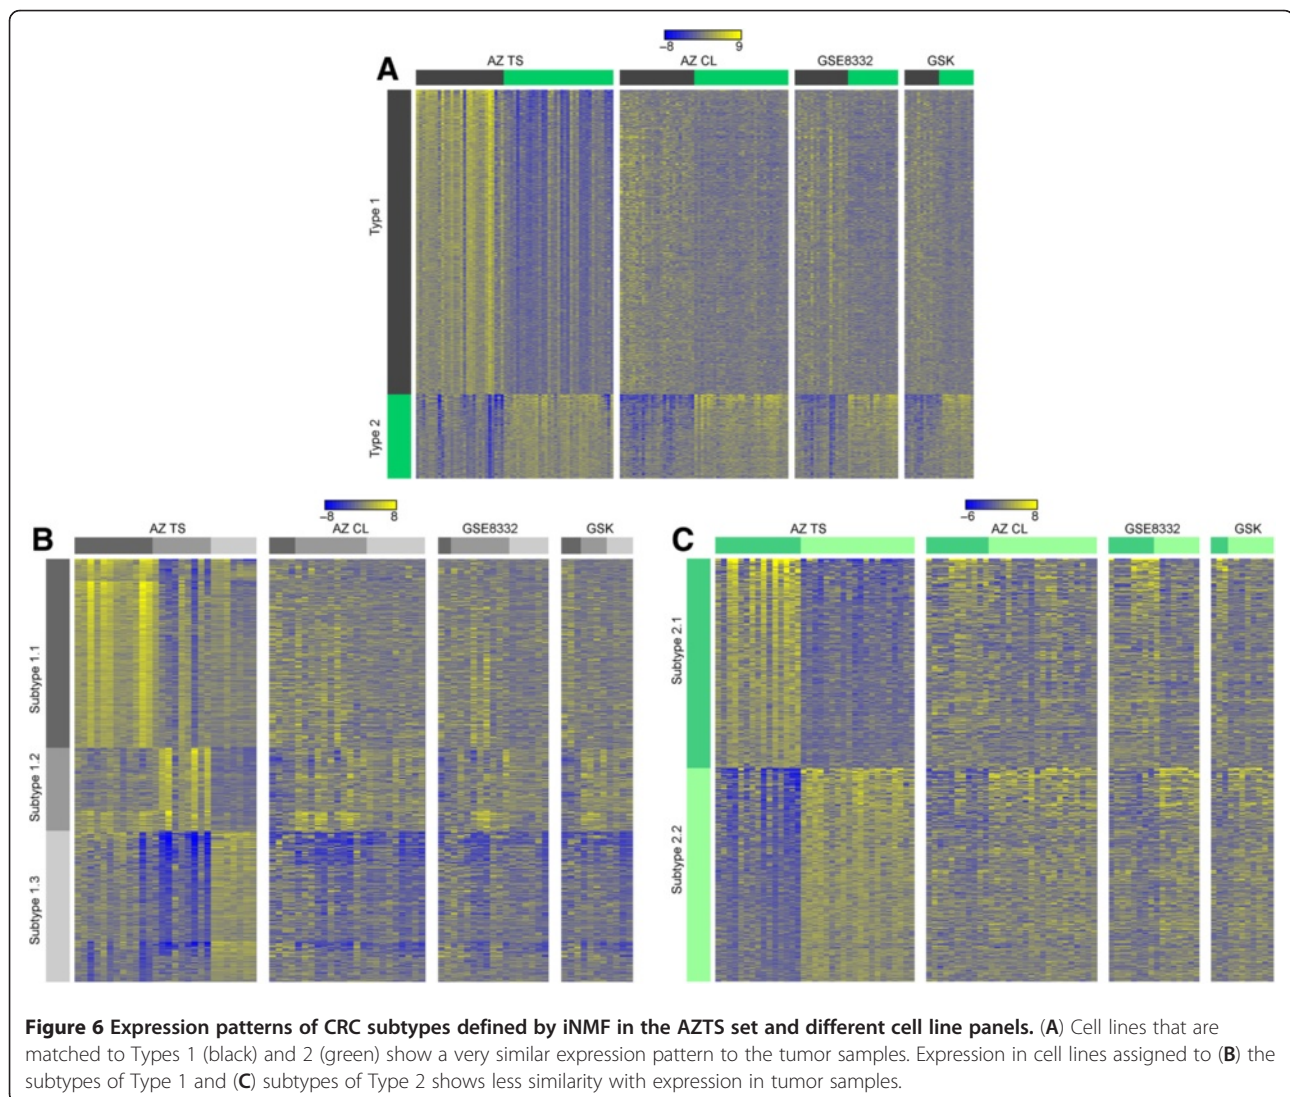 −8 9
A AZ TS AZ CL GSE8332 GSK
Type 1
Type 2
−8 8
B AZ TS AZ CL GSE8332 GSK
Subtype 1.1
Subtype 1.2
Subtype 1.3
−6 8
C AZ TS AZ CL GSE8332 GSK
Subtype 2.1
Subtype 2.2
Figure 6 Expression patterns of CRC subtypes defined by iNMF in the AZTS set and different cell line panels. (A) Cell lines that are
matched to Types 1 (black) and 2 (green) show a very similar expression pattern to the tumor samples. Expression in cell lines assigned to (B) the
subtypes of Type 1 and (C) subtypes of Type 2 shows less similarity with expression in tumor samples.